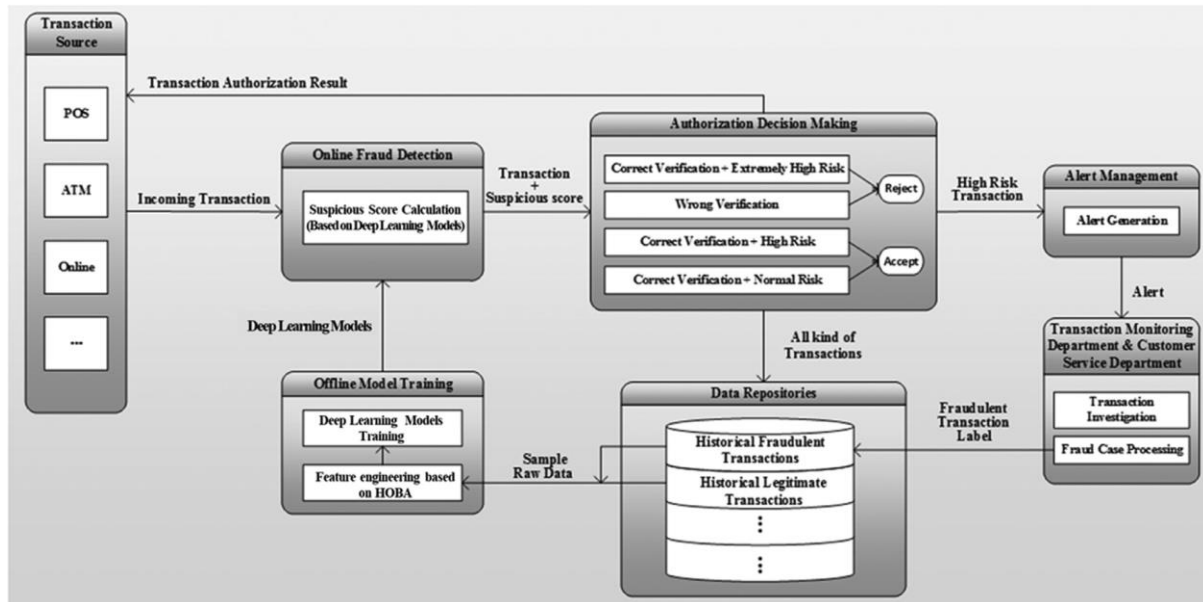 Transaction
Source
POS
ATM
Online
...
Transaction Authorization Result
Incoming Transaction
Online Fraud Detection
Suspicious Score Calculation
(Based on Deep Learning Models)
Transaction
+
Suspicious score
Authorization Decision Making
Correct Verification + Extremely High Risk
Wrong Verification
Reject
Correct Verification + High Risk
Correct Verification + Normal Risk
Accept
High Risk
Transaction
Alert Management
Alert Generation
Alert
Transaction Monitoring
Department & Customer
Service Department
Transaction
Investigation
Fraud Case Processing
Fraudulent
Transaction
Label
All kind of
Transactions
Data Repositories
Historical Fraudulent
Transactions
Historical Legitimate
Transactions
⋮
⋮
Sample
Raw Data
Deep Learning Models
Offline Model Training
Deep Learning Models
Training
Feature engineering based
on HOBA